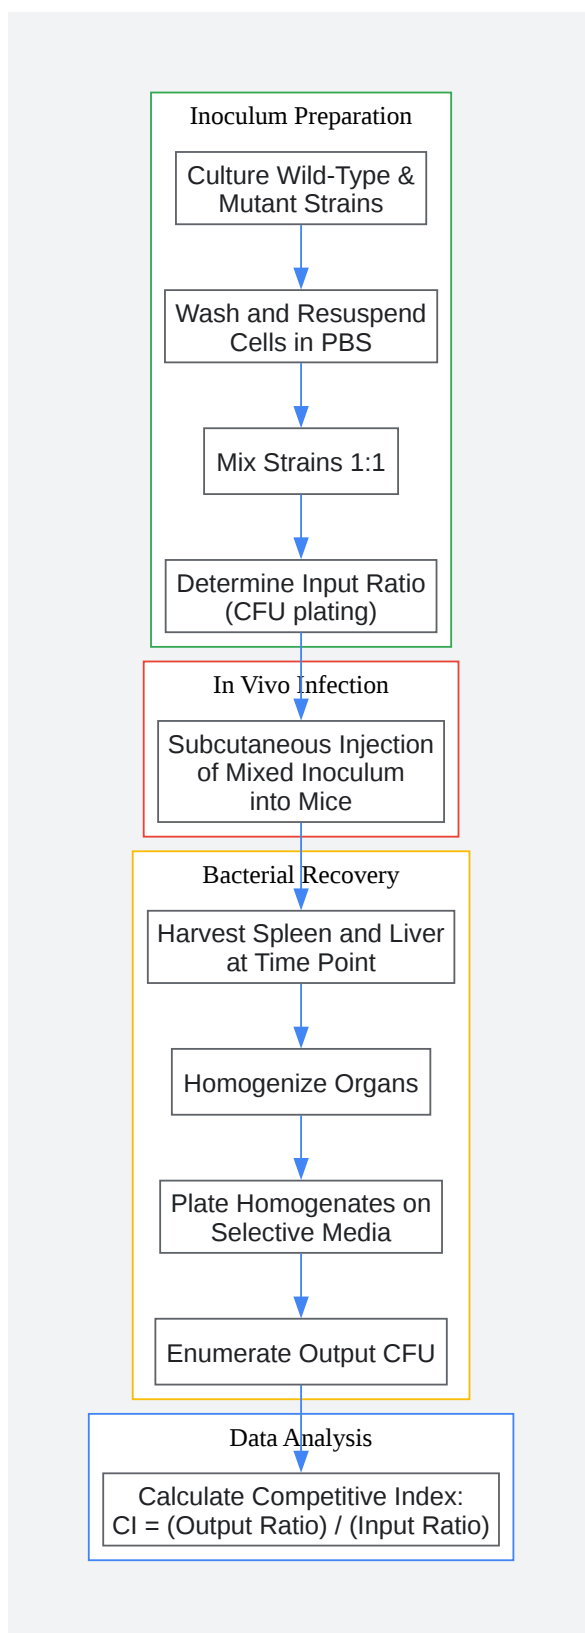 Inoculum Preparation
Culture Wild-Type &
Mutant Strains
Wash and Resuspend
Cells in PBS
Mix Strains 1:1
Determine Input Ratio
(CFU plating)
In Vivo Infection
Subcutaneous Injection
of Mixed Inoculum
into Mice
Bacterial Recovery
Harvest Spleen and Liver
at Time Point
Homogenize Organs
Plate Homogenates on
Selective Media
Enumerate Output CFU
Data Analysis
Calculate Competitive Index:
CI = (Output Ratio) / (Input Ratio)